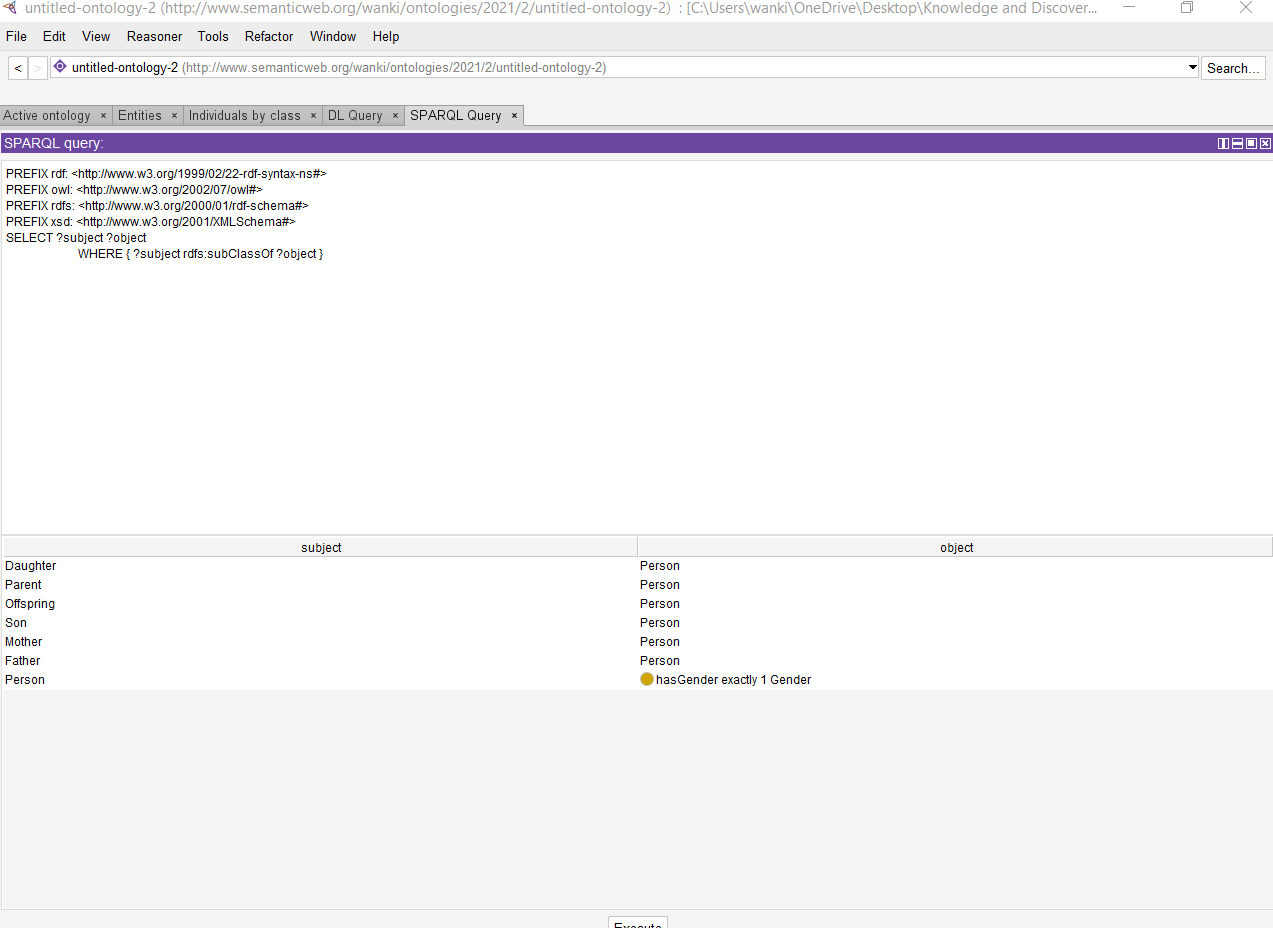 untitled-ontology-2 (http://www.semanticweb.org/wanki/ontologies/2021/2/untitled-ontology-2) : [C:\Users\wanki\OneDrive\Desktop\Knowledge and Discover...
File Edit View Reasoner Tools Refactor Window Help
< > untitled-ontology-2 (http://www.semanticweb.org/wanki/ontologies/2021/2/untitled-ontology-2) Search...
Active ontology × Entities × Individuals by class × DL Query × SPARQL Query ×
SPARQL query:
PREFIX rdf: <http://www.w3.org/1999/02/22-rdf-syntax-ns#>
PREFIX owl: <http://www.w3.org/2002/07/owl#>
PREFIX rdfs: <http://www.w3.org/2000/01/rdf-schema#>
PREFIX xsd: <http://www.w3.org/2001/XMLSchema#>
SELECT ?subject ?object
WHERE { ?subject rdfs:subClassOf ?object }
subject object
Daughter Person
Parent Person
Offspring Person
Son Person
Mother Person
Father Person
Person hasGender exactly 1 Gender
Execute